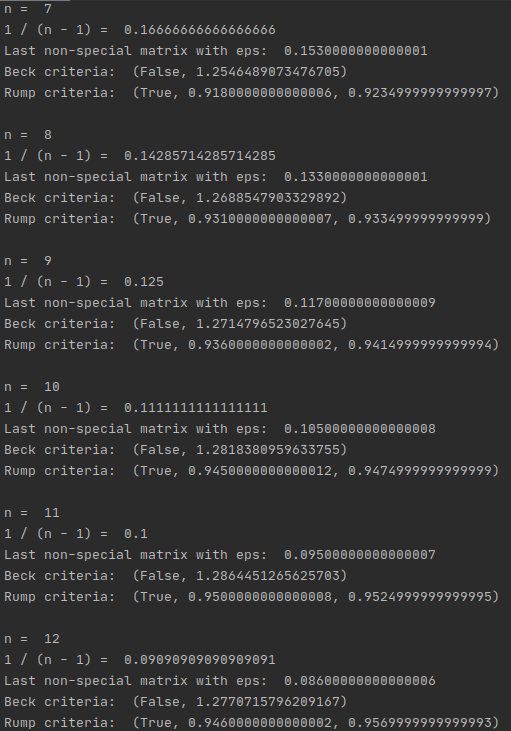 n =  7
1 / (n - 1) =  0.16666666666666666
Last non-special matrix with eps:  0.1530000000000001
Beck criteria:  (False, 1.2546489073476705)
Rump criteria:  (True, 0.9180000000000006, 0.9234999999999997)
n =  8
1 / (n - 1) =  0.14285714285714285
Last non-special matrix with eps:  0.1330000000000001
Beck criteria:  (False, 1.2688547903329892)
Rump criteria:  (True, 0.9310000000000007, 0.933499999999999)
n =  9
1 / (n - 1) =  0.125
Last non-special matrix with eps:  0.11700000000000009
Beck criteria:  (False, 1.2714796523027645)
Rump criteria:  (True, 0.9360000000000002, 0.9414999999999994)
n =  10
1 / (n - 1) =  0.1111111111111111
Last non-special matrix with eps:  0.10500000000000008
Beck criteria:  (False, 1.2818380959633755)
Rump criteria:  (True, 0.9450000000000012, 0.9474999999999999)
n =  11
1 / (n - 1) =  0.1
Last non-special matrix with eps:  0.09500000000000007
Beck criteria:  (False, 1.2864451265625703)
Rump criteria:  (True, 0.9500000000000008, 0.9524999999999995)
n =  12
1 / (n - 1) =  0.09090909090909091
Last non-special matrix with eps:  0.08600000000000006
Beck criteria:  (False, 1.2770715796209167)
Rump criteria:  (True, 0.9460000000000002, 0.9569999999999993)